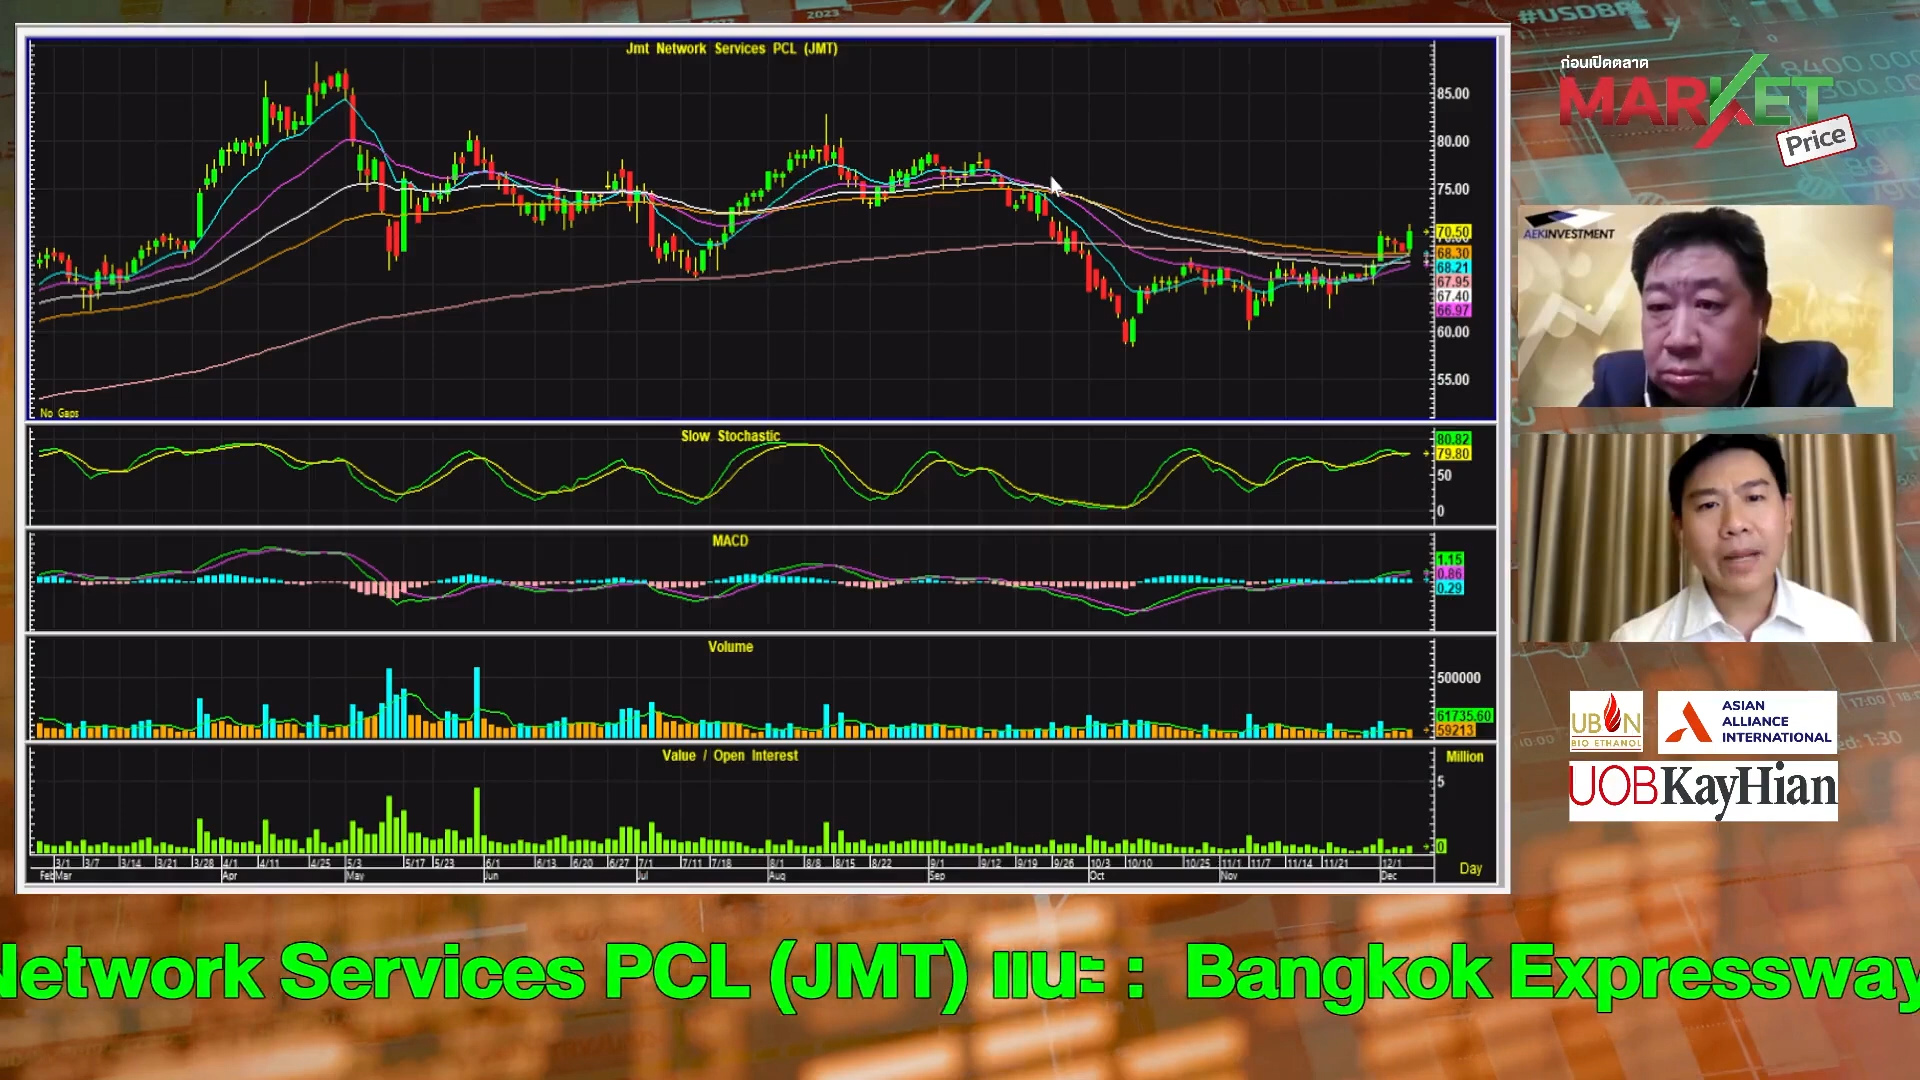 2023
#USDBR
8400.000
ก่อนเปิดตลาด
MARKET
Price
Jmt Network Services PCL (JMT)
85.00
80.00
75.00
70.50
68.30
68.21
67.95
67.40
66.97
60.00
55.00
No Gaps
AEKINVESTMENT
Slow Stochastic
80.82
79.80
50
0
MACD
1.15
0.86
0.29
Volume
500000
61735.60
59213
Value / Open Interest
Million
5
0
3/1 3/7 3/14 3/21 3/28 4/1 4/11 4/25 5/3 5/17 5/23 6/1 6/13 6/20 6/27 7/1 7/11 7/18 8/1 8/8 8/15 8/22 9/1 9/12 9/19 9/26 10/3 10/10 10/25 11/1 11/7 11/14 11/21 12/1
Feb Mar Apr May Jun Jul Aug Sep Oct Nov Dec
Day
UBON
BIO ETHANOL
ASIAN
ALLIANCE
INTERNATIONAL
UOBKayHian
Network Services PCL (JMT) แนะ : Bangkok Expressway